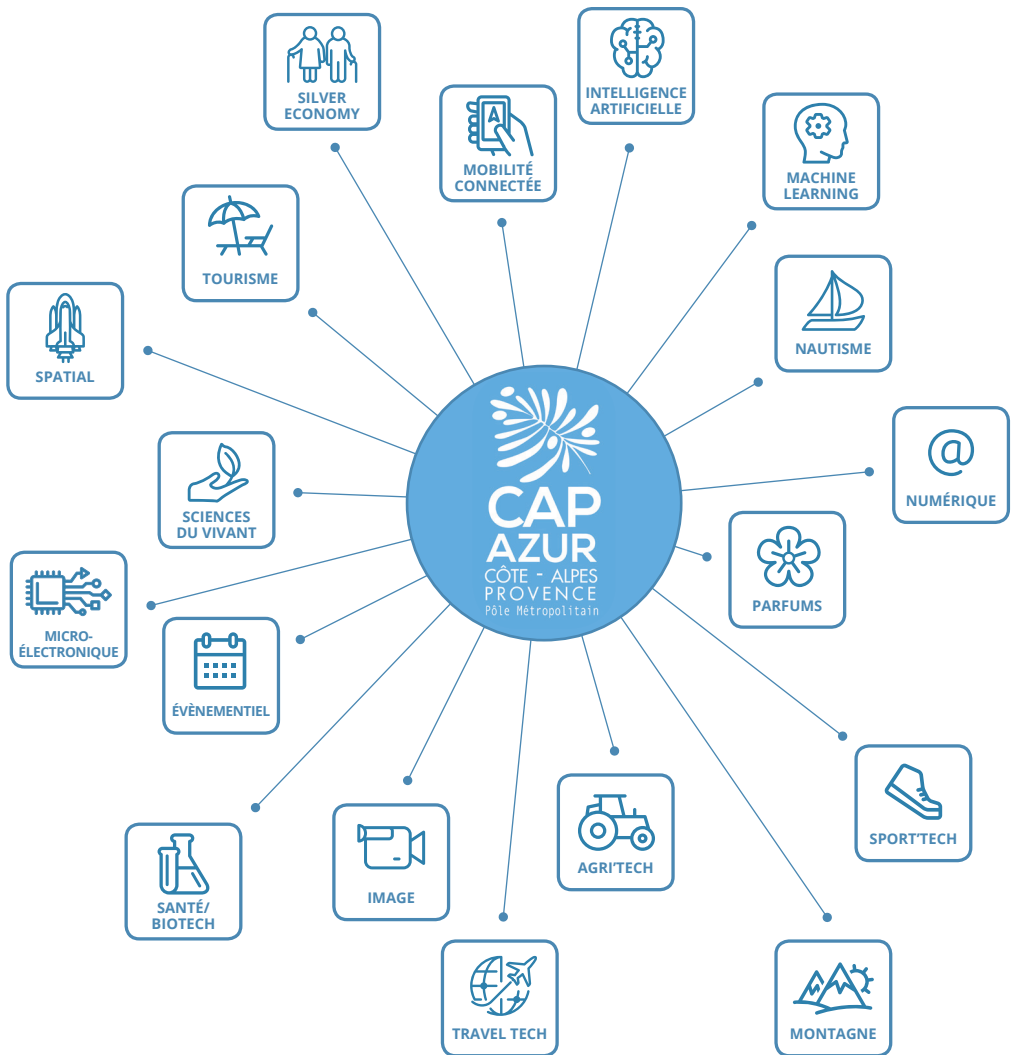 SILVER
ECONOMY
MOBILITÉ
CONNECTÉE
INTELLIGENCE
ARTIFICIELLE
MACHINE
LEARNING
TOURISME
NAUTISME
SPATIAL
NUMÉRIQUE
@
SCIENCES
DU VIVANT
CAP
AZUR
CÔTE - ALPES
PROVENCE
Pôle Métropolitain
PARFUMS
MICRO-
ÉLECTRONIQUE
ÉVÈNEMENTIEL
SANTÉ/
BIOTECH
IMAGE
AGRI'TECH
SPORT'TECH
TRAVEL TECH
MONTAGNE